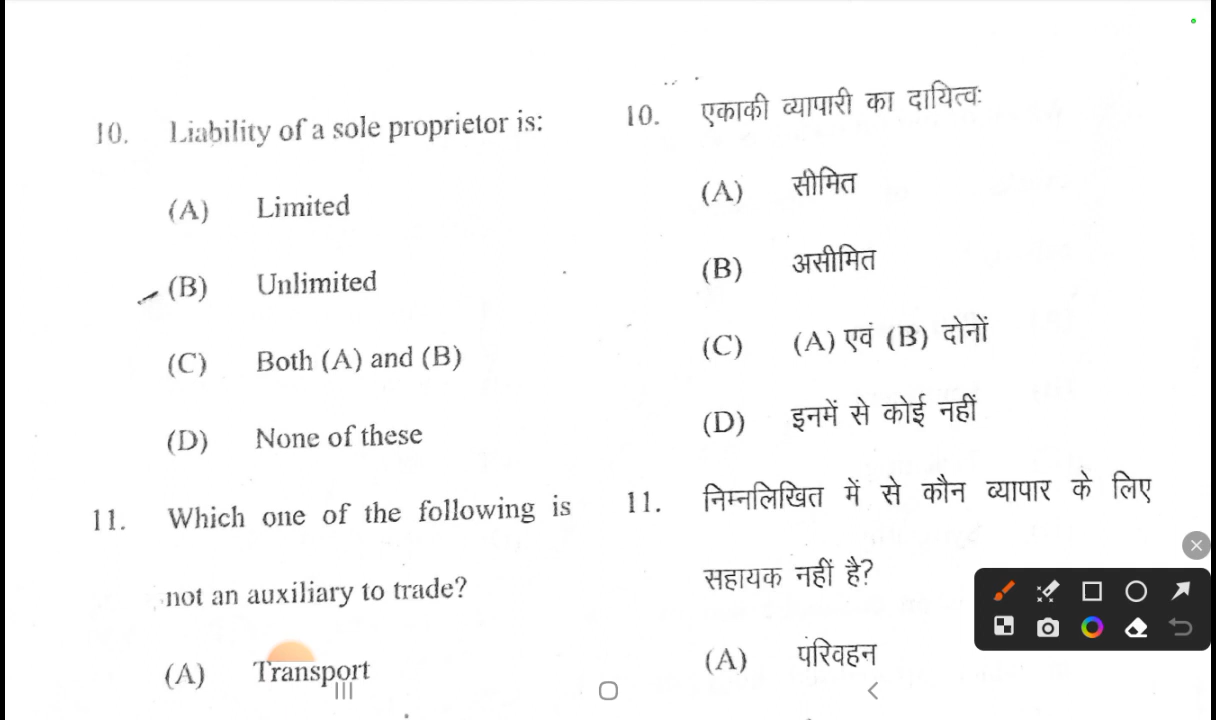 10. Liability of a sole proprietor is:
(A) Limited
(B) Unlimited
(C) Both (A) and (B)
(D) None of these
11. Which one of the following is
not an auxiliary to trade?
(A) Transport
10. एकाकी व्यापारी का दायित्वः
(A) सीमित
(B) असीमित
(C) (A) एवं (B) दोनों
(D) इनमें से कोई नहीं
11. निम्नलिखित में से कौन व्यापार के लिए
सहायक नहीं है?
(A) परिवहन